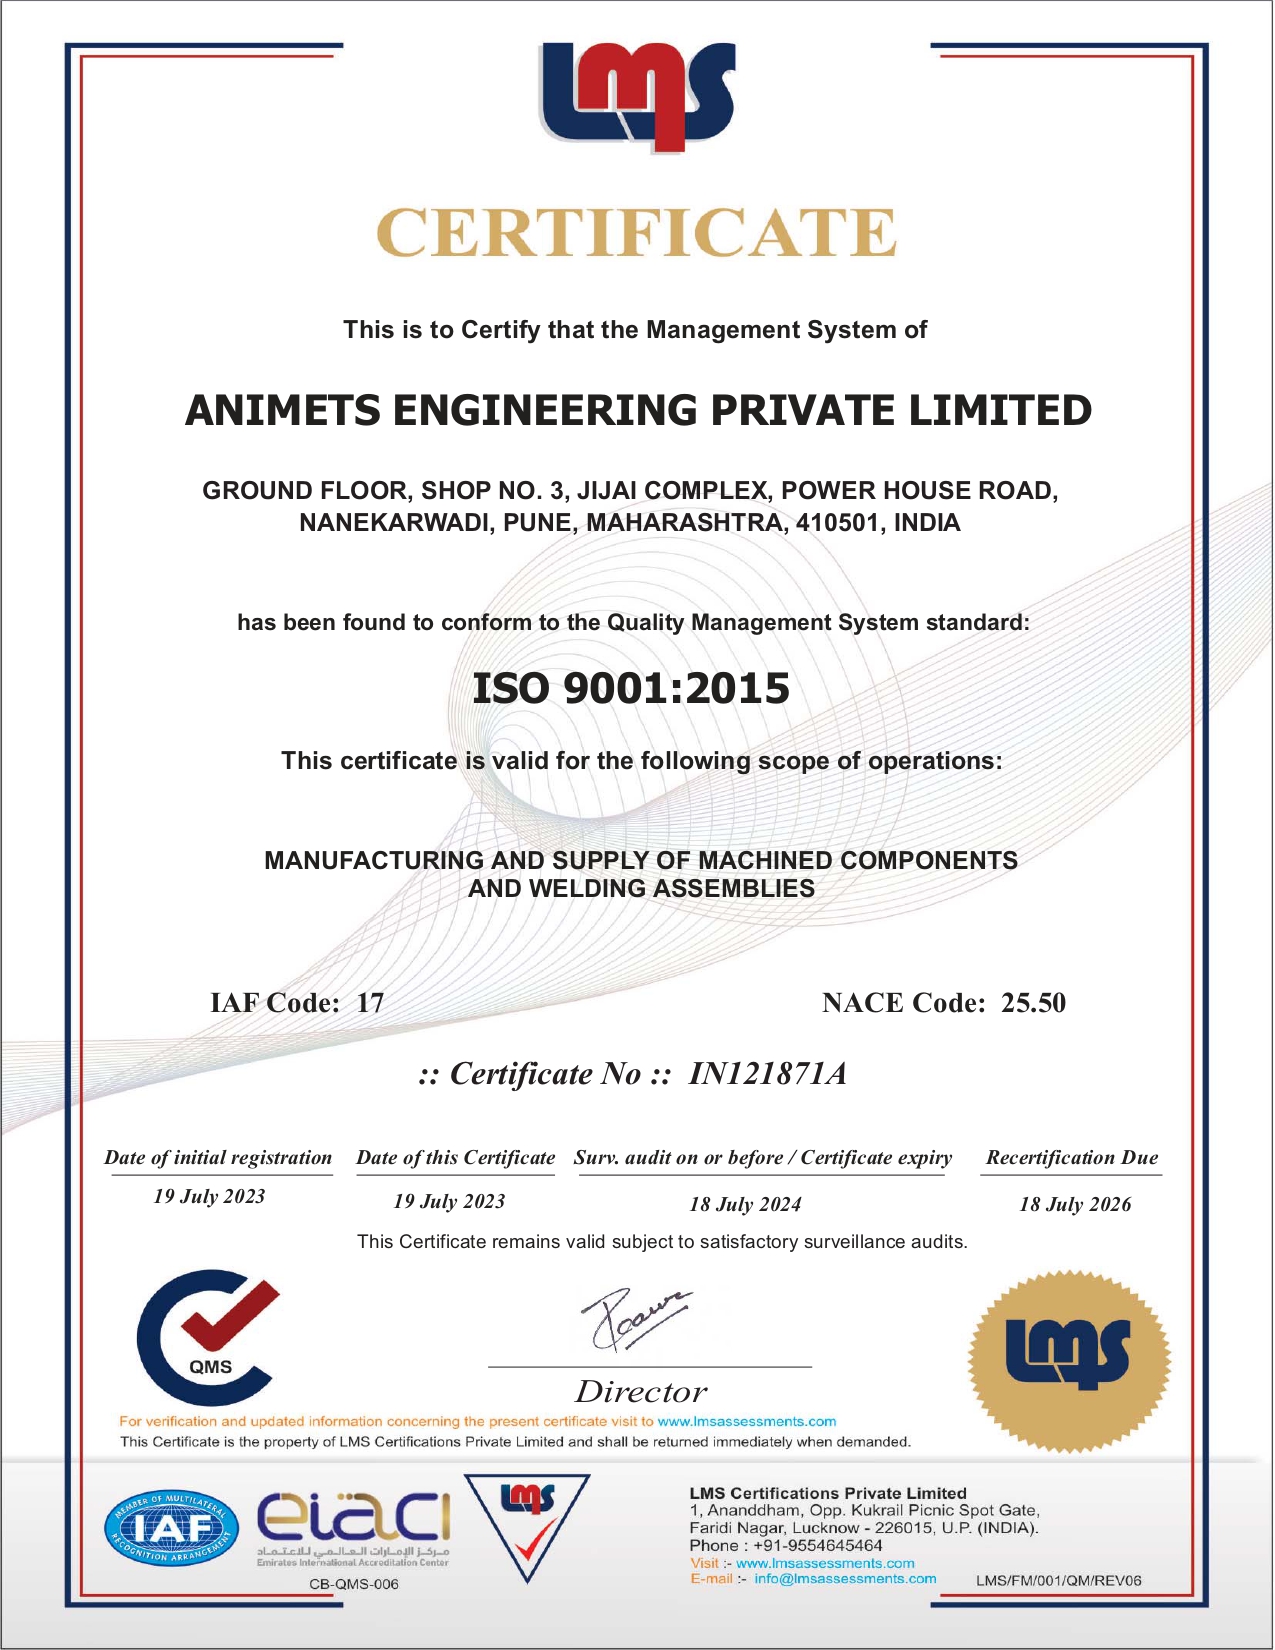 LMS
CERTIFICATE
This is to Certify that the Management System of
ANIMETS ENGINEERING PRIVATE LIMITED
GROUND FLOOR, SHOP NO. 3, JIJAI COMPLEX, POWER HOUSE ROAD,
NANEKARWADI, PUNE, MAHARASHTRA, 410501, INDIA
has been found to conform to the Quality Management System standard:
ISO 9001:2015
This certificate is valid for the following scope of operations:
MANUFACTURING AND SUPPLY OF MACHINED COMPONENTS
AND WELDING ASSEMBLIES
IAF Code: 17 NACE Code: 25.50
:: Certificate No :: IN121871A
Date of initial registration Date of this Certificate Surv. audit on or before / Certificate expiry Recertification Due
19 July 2023 19 July 2023 18 July 2024 18 July 2026
This Certificate remains valid subject to satisfactory surveillance audits.
QMS
LMS
Director
For verification and updated information concerning the present certificate visit to www.lmsassessments.com
This Certificate is the property of LMS Certifications Private Limited and shall be returned immediately when demanded.
MEMBER OF MULTILATERAL
IAF
RECOGNITION ARRANGEMENT
eiaci
مركز الإمارات العالمي للاعتماد
Emirates International Accreditation Center
CB-QMS-006
LMS
LMS Certifications Private Limited
1, Ananddham, Opp. Kukrail Picnic Spot Gate,
Faridi Nagar, Lucknow - 226015, U.P. (INDIA).
Phone : +91-9554645464
Visit :- www.lmsassessments.com
E-mail :- info@lmsassessments.com
LMS/FM/001/QM/REV06